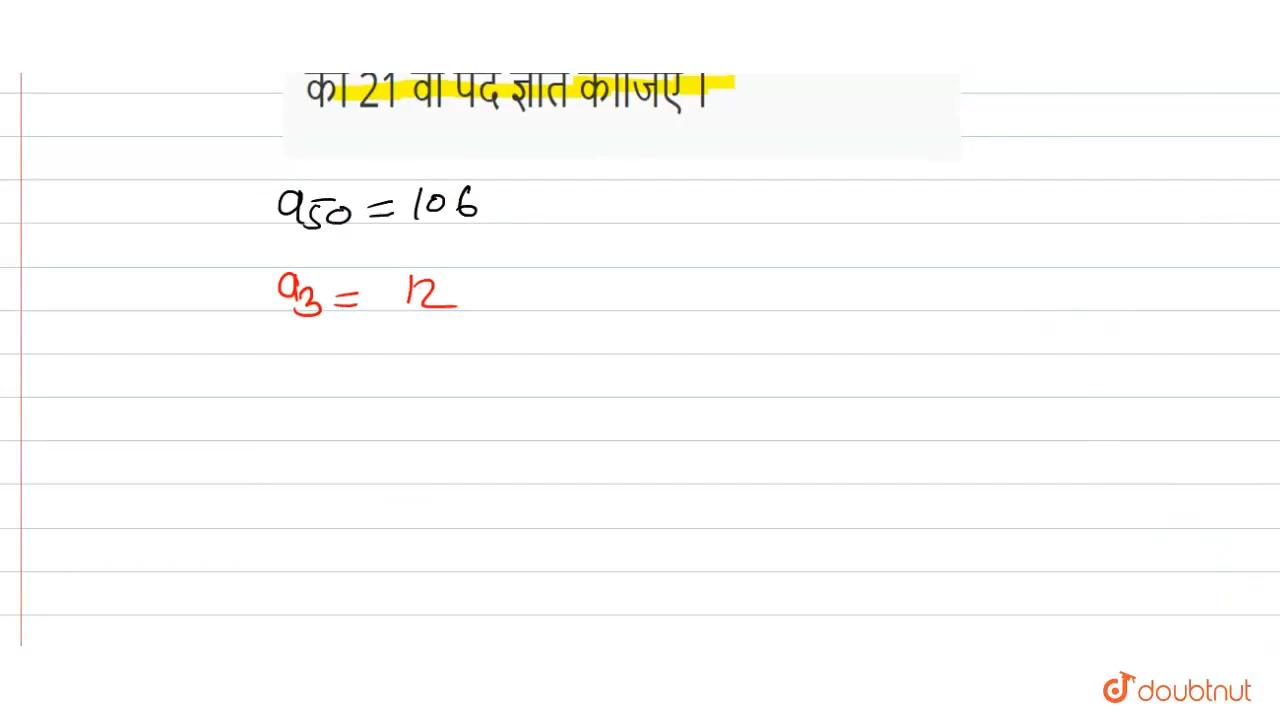 का 21 वां पद ज्ञात कीजिए ।
a50 = 106
a3 = 12
doubtnut